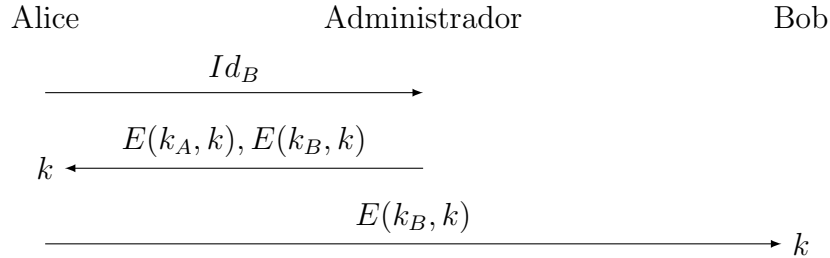 Alice Administrador Bob
Id_B
E(k_A, k), E(k_B, k)
k
E(k_B, k)
k